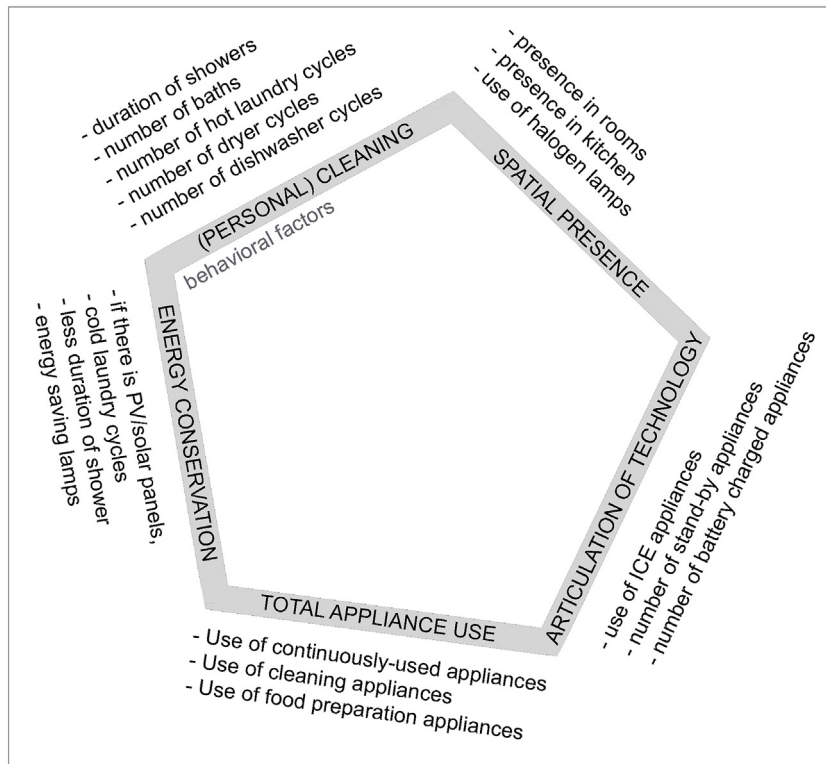 - duration of showers
- number of baths
- number of hot laundry cycles
- number of dryer cycles
- number of dishwasher cycles
(PERSONAL) CLEANING
behavioral factors
- presence in rooms
- presence in kitchen
- use of halogen lamps
SPATIAL PRESENCE
ARTICULATION OF TECHNOLOGY
- use of ICE appliances
- number of stand-by appliances
- number of battery charged appliances
TOTAL APPLIANCE USE
- Use of continuously-used appliances
- Use of cleaning appliances
- Use of food preparation appliances
ENERGY CONSERVATION
- if there is PV/solar panels,
- cold laundry cycles
- less duration of shower
- energy saving lamps